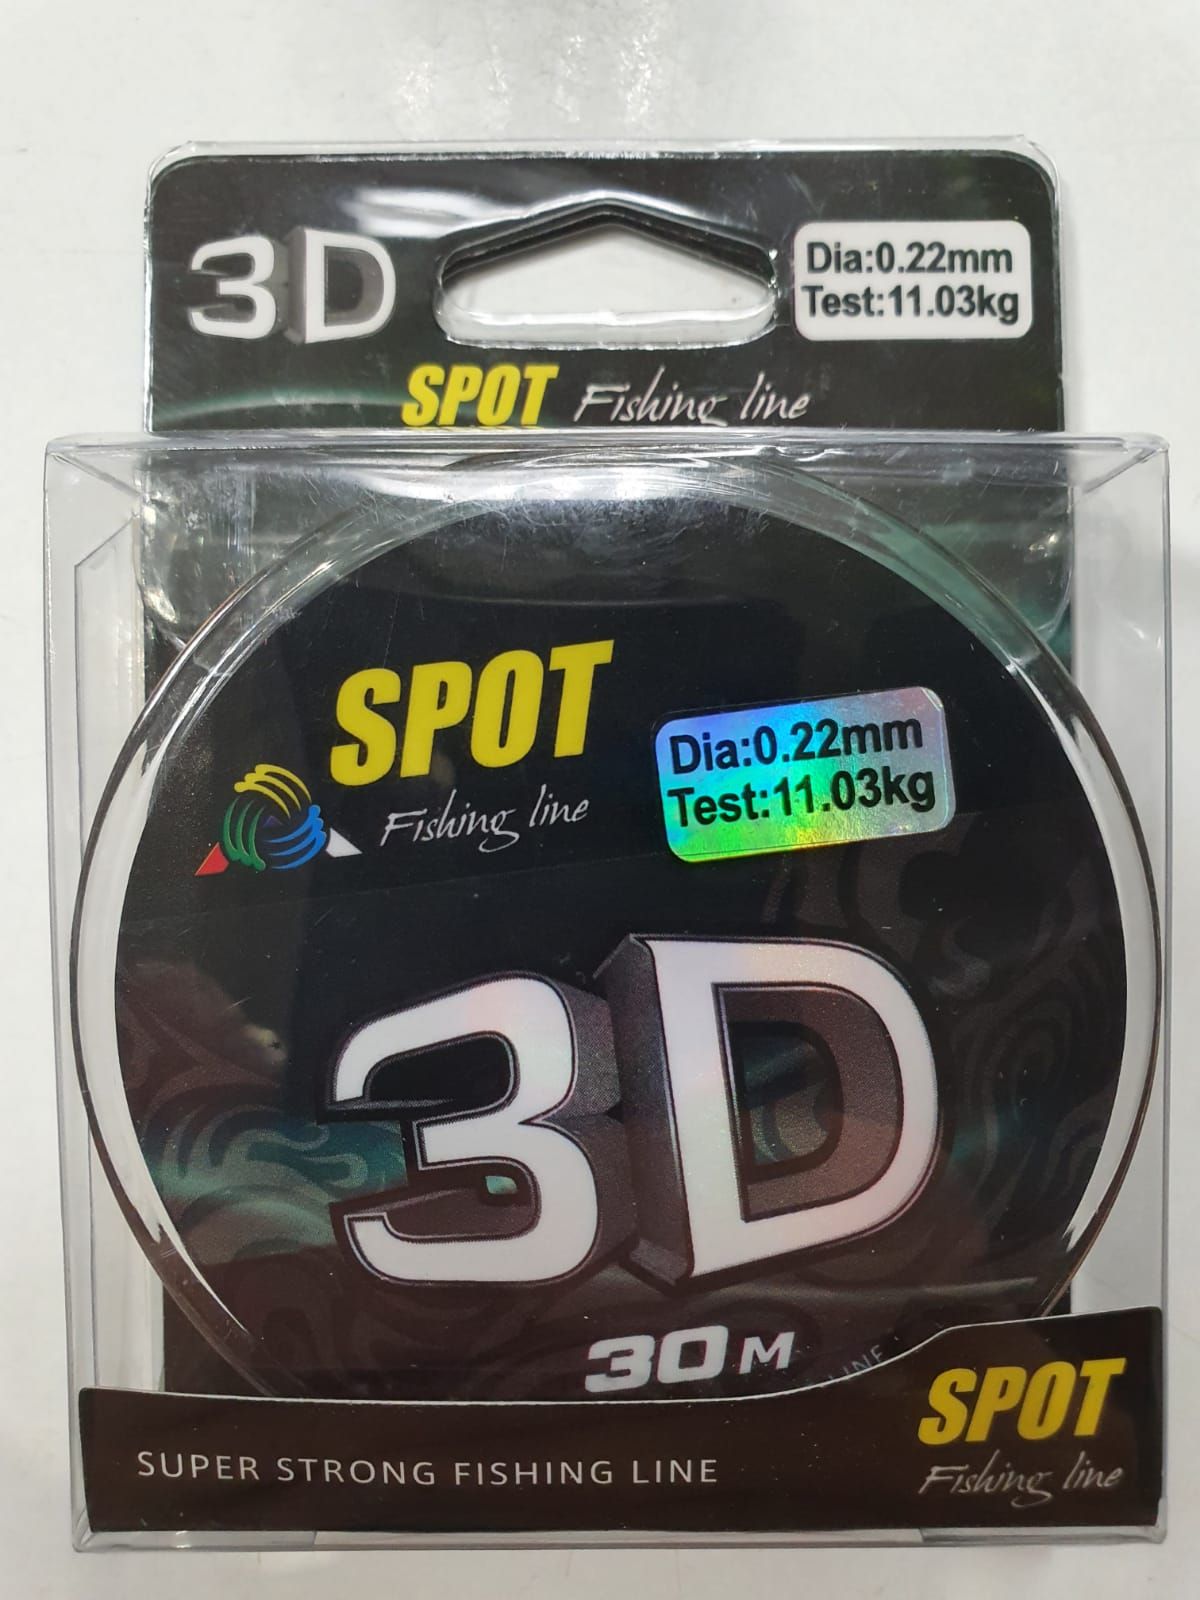 3D
Dia:0.22mm
Test:11.03kg
SPOT Fishing line
SPOT
Fishing line
Dia:0.22mm
Test:11.03kg
3D
30M
SPOT
Fishing line
SUPER STRONG FISHING LINE